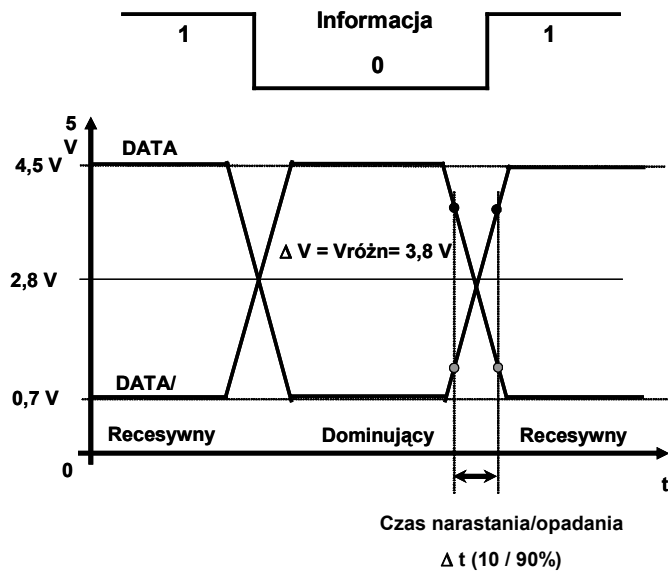 Informacja
1
1
0
5
V
DATA
4,5 V
Δ V = Vróżn= 3,8 V
2,8 V
DATA/
0,7 V
Recesywny
Dominujący
Recesywny
0
t
Czas narastania/opadania
Δ t (10 / 90%)